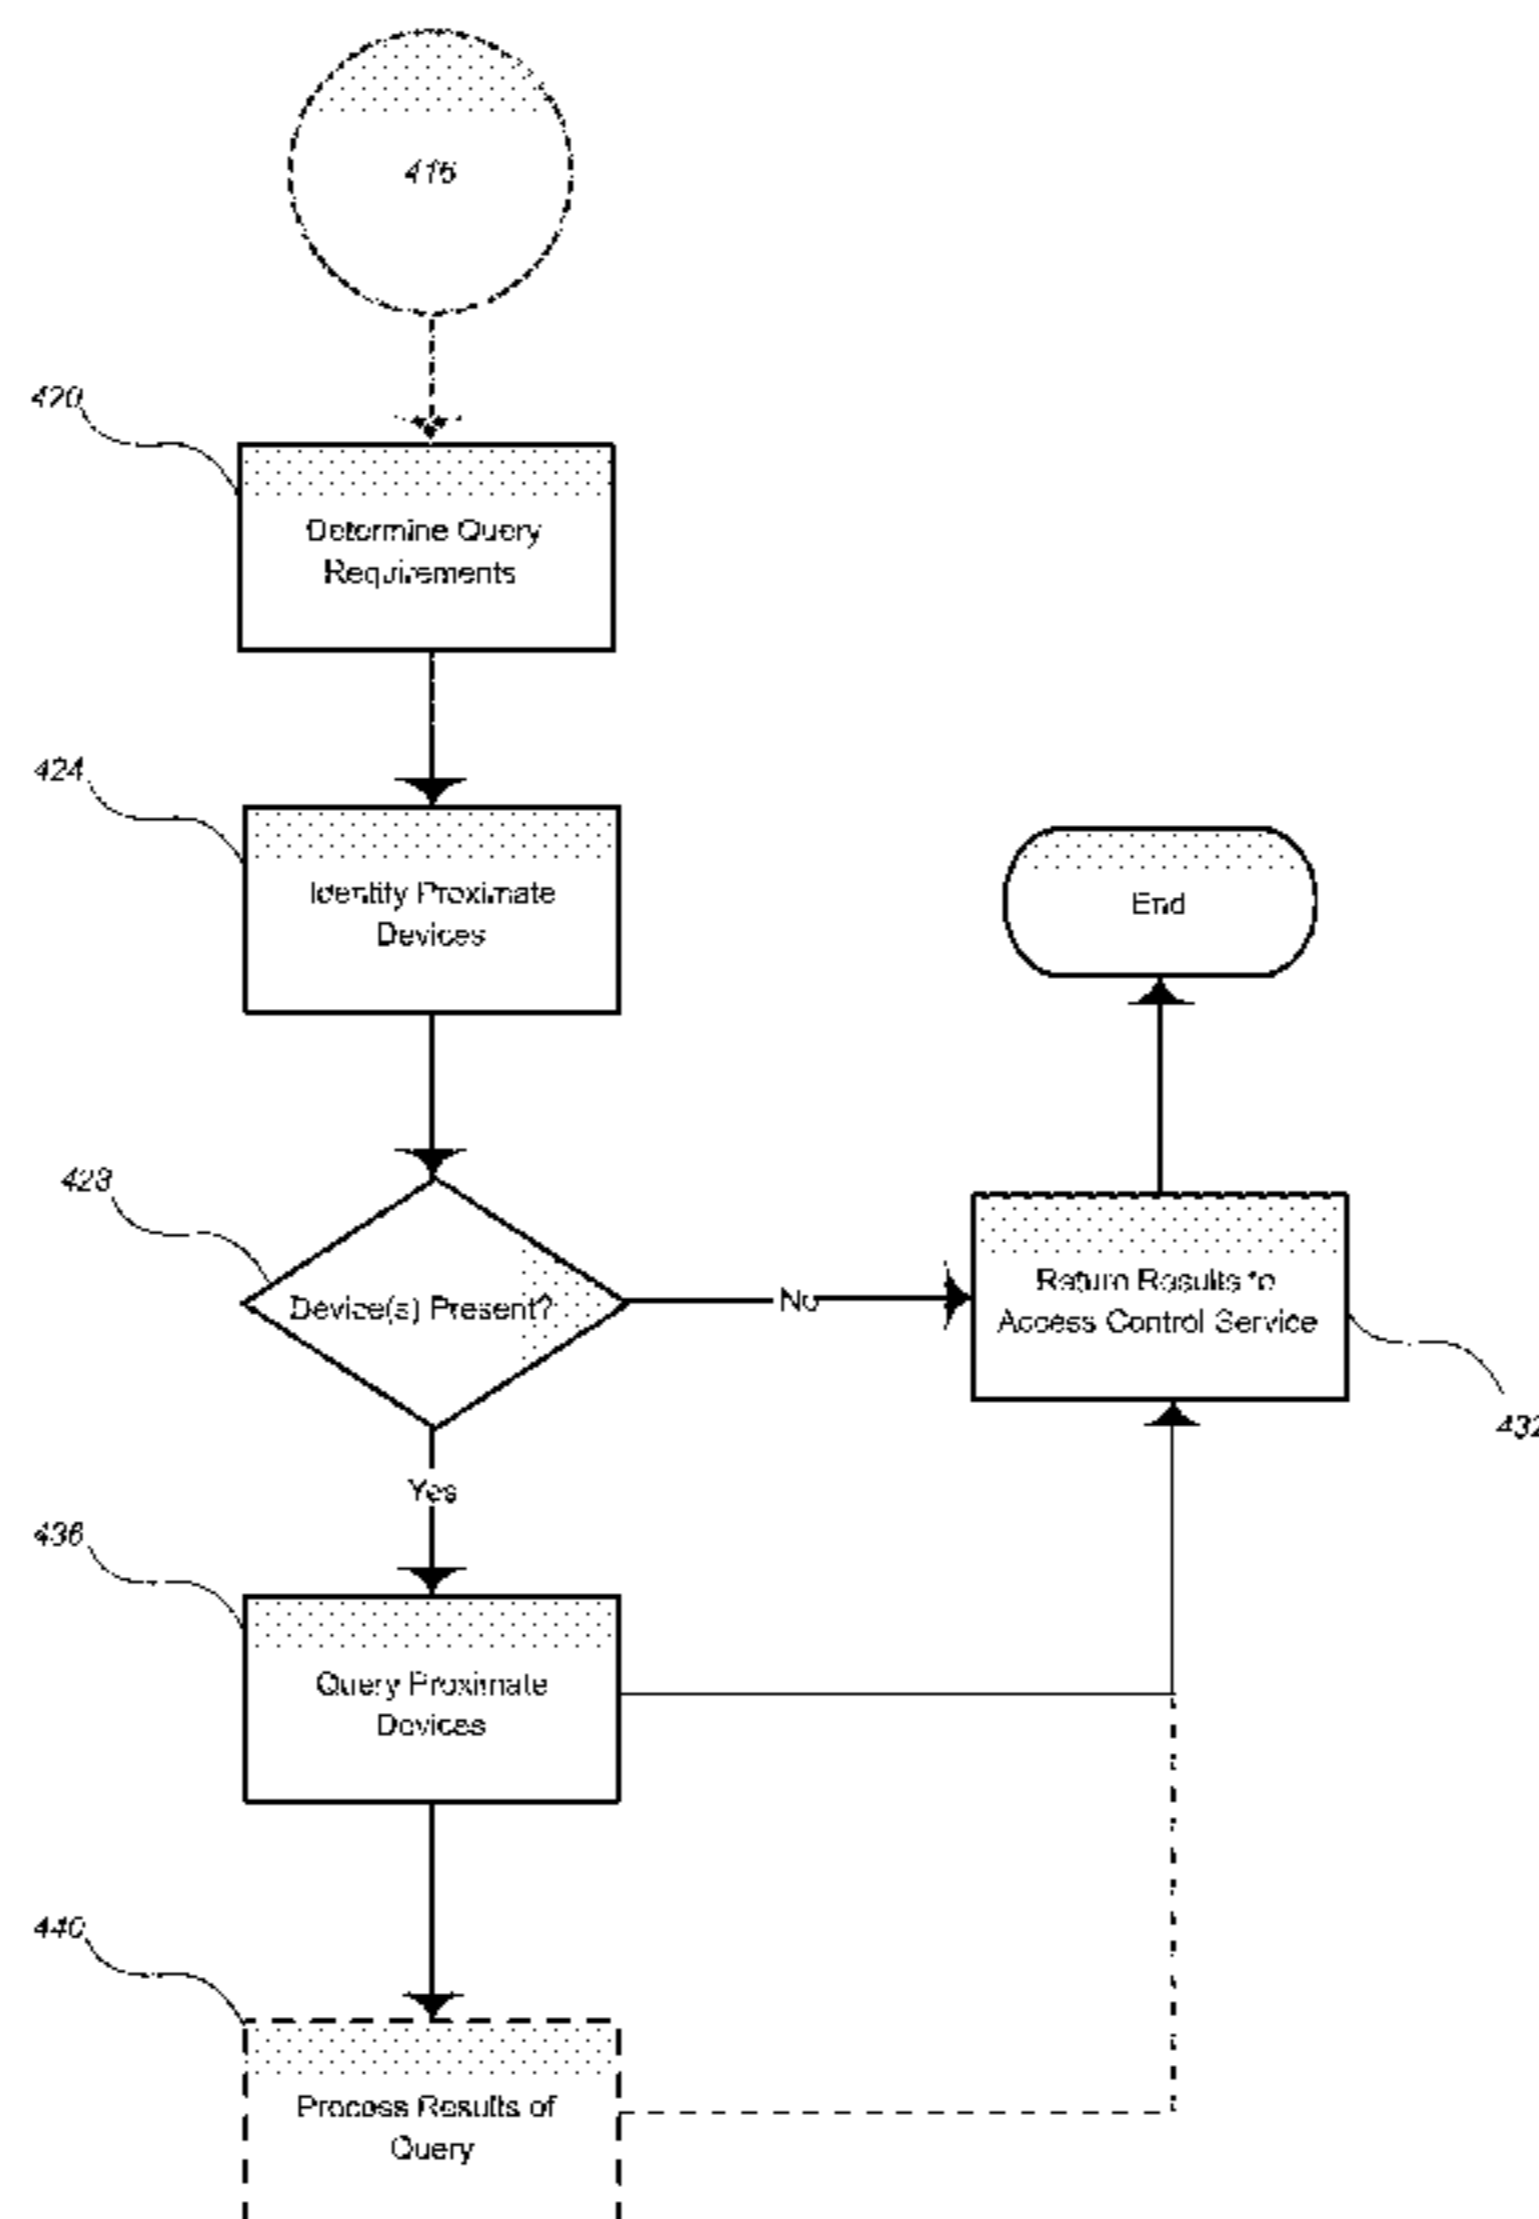 416
420
Determine Query
Requirements
424
Identify Proximate
Devices
End
428
Device(s) Present?
No
Return Results to
Access Control Service
432
Yes
436
Query Proximate
Devices
440
Process Results of
Query